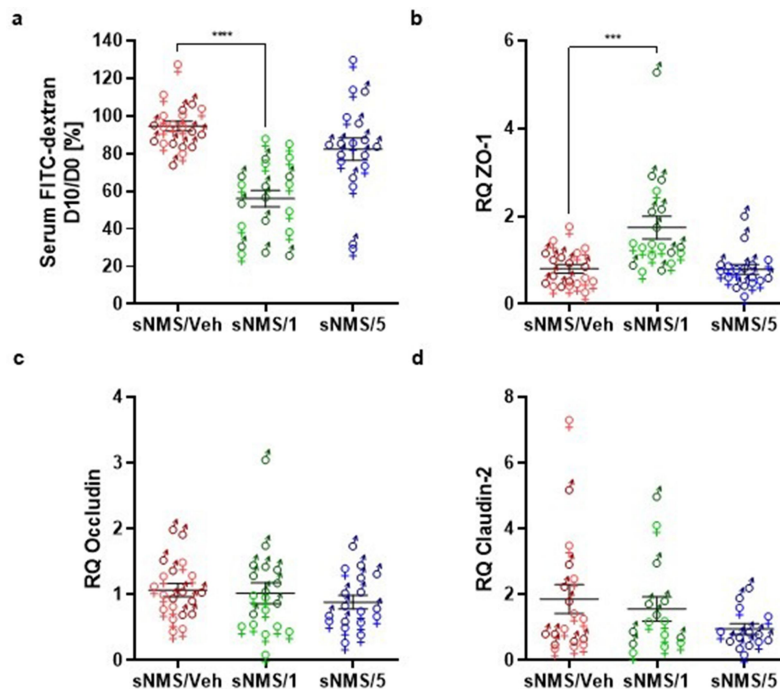 a
****
Serum FITC-dextran
D10/D0 [%]
140
120
100
80
60
40
20
0
sNMS/Veh sNMS/1 sNMS/5
b
***
RQ ZO-1
6
4
2
0
sNMS/Veh sNMS/1 sNMS/5
c
RQ Occludin
4
3
2
1
0
sNMS/Veh sNMS/1 sNMS/5
d
RQ Claudin-2
8
6
4
2
0
sNMS/Veh sNMS/1 sNMS/5